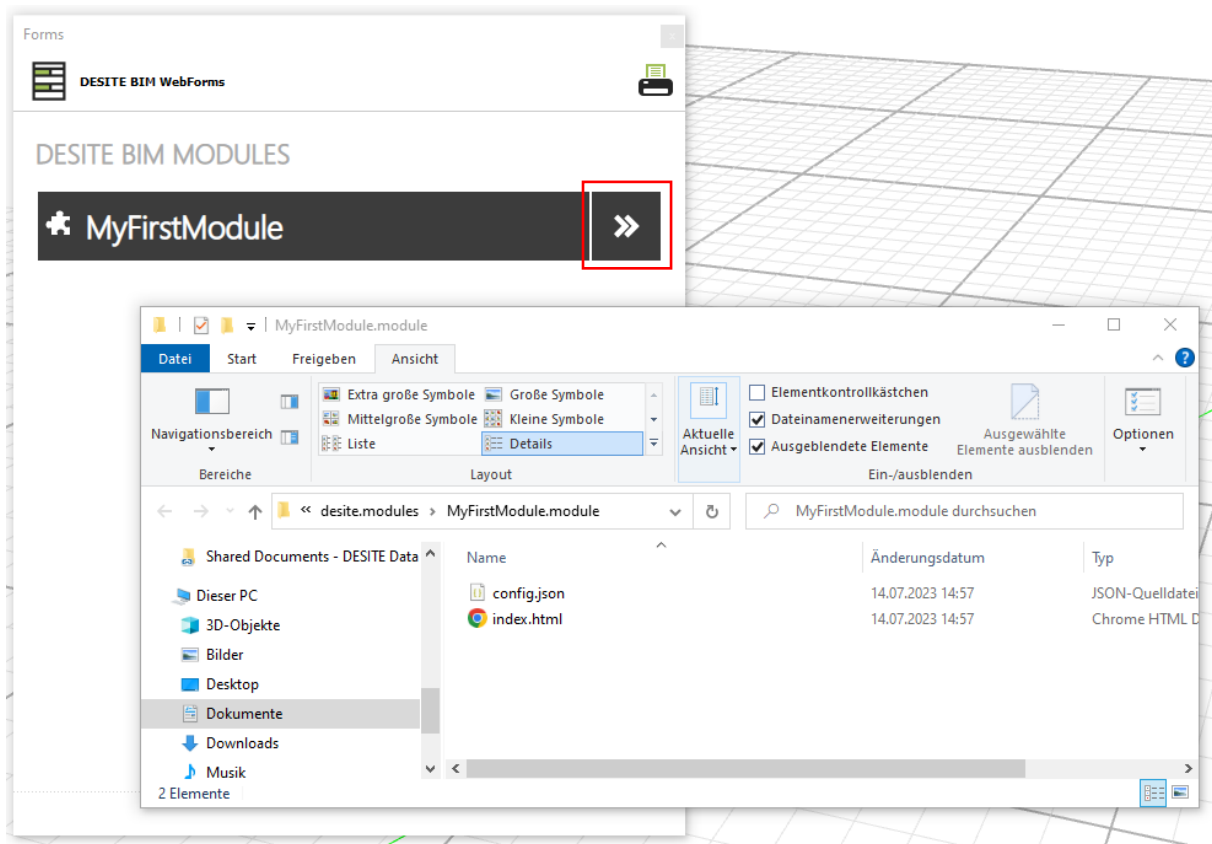 Forms
DESITE BIM WebForms
DESITE BIM MODULES
MyFirstModule
MyFirstModule.module
Datei Start Freigeben Ansicht
Navigationsbereich
Bereiche
Extra große Symbole Große Symbole
Mittelgroße Symbole Kleine Symbole
Liste Details
Layout
Aktuelle
Ansicht
Elementkontrollkästchen
Dateinamenerweiterungen
Ausgeblendete Elemente
Ausgewählte
Elemente ausblenden
Ein-/ausblenden
Optionen
« desite.modules › MyFirstModule.module
MyFirstModule.module durchsuchen
Shared Documents - DESITE Data
Dieser PC
3D-Objekte
Bilder
Desktop
Dokumente
Downloads
Musik
Name Änderungsdatum Typ
config.json 14.07.2023 14:57 JSON-Quelldatei
index.html 14.07.2023 14:57 Chrome HTML D
2 Elemente